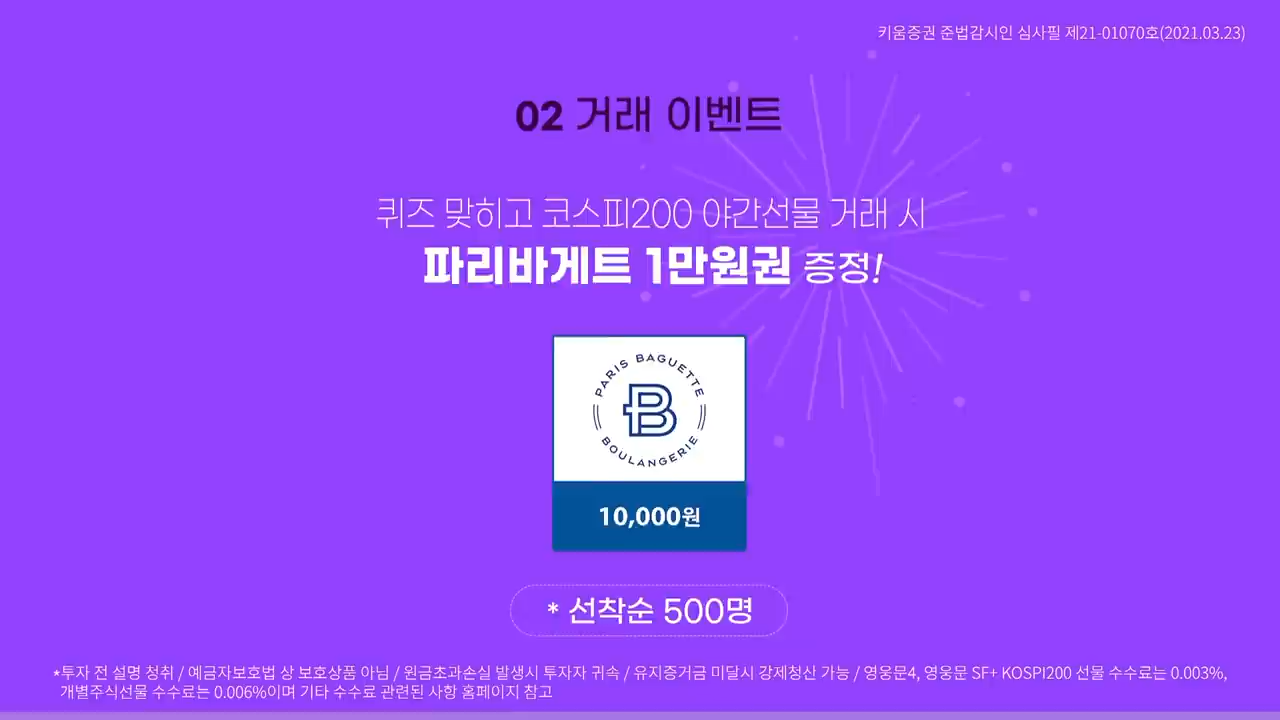 키움증권 준법감시인 심사필 제21-01070호(2021.03.23)
02 거래 이벤트
퀴즈 맞히고 코스피200 야간선물 거래 시
파리바게트 1만원권 증정!
PARIS BAGUETTE
B
BOULANGERIE
10,000원
* 선착순 500명
*투자 전 설명 청취 / 예금자보호법 상 보호상품 아님 / 원금초과손실 발생시 투자자 귀속 / 유지증거금 미달시 강제청산 가능 / 영웅문4, 영웅문 SF+ KOSPI200 선물 수수료는 0.003%,
개별주식선물 수수료는 0.006%이며 기타 수수료 관련된 사항 홈페이지 참고